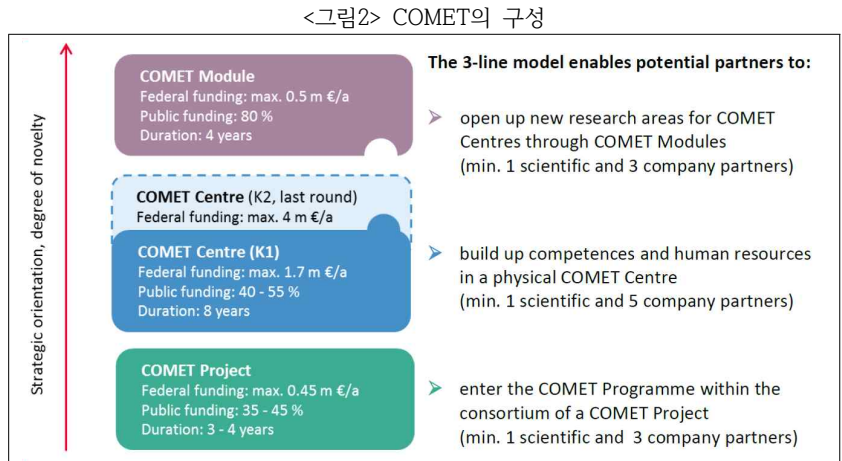 <그림2> COMET의 구성
Strategic orientation, degree of novelty
COMET Module
Federal funding: max. 0.5 m €/a
Public funding: 80 %
Duration: 4 years
COMET Centre (K2, last round)
Federal funding: max. 4 m €/a
COMET Centre (K1)
Federal funding: max. 1.7 m €/a
Public funding: 40 - 55 %
Duration: 8 years
COMET Project
Federal funding: max. 0.45 m €/a
Public funding: 35 - 45 %
Duration: 3 - 4 years
The 3-line model enables potential partners to:
open up new research areas for COMET
Centres through COMET Modules
(min. 1 scientific and 3 company partners)
build up competences and human resources
in a physical COMET Centre
(min. 1 scientific and 5 company partners)
enter the COMET Programme within the
consortium of a COMET Project
(min. 1 scientific and  3 company partners)